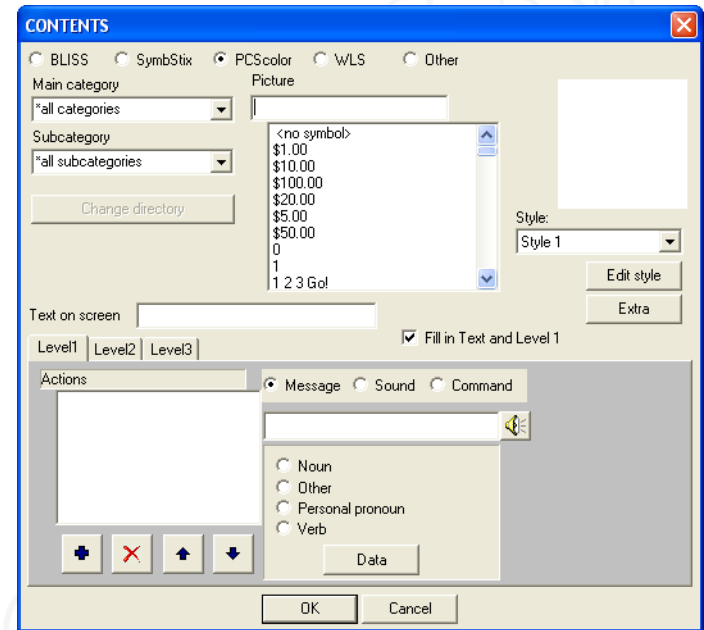 CONTENTS
BLISS SymbStix PCScolor WLS Other
Main category
Picture
*all categories
Subcategory
*all subcategories
Change directory
<no symbol>
$1.00
$10.00
$100.00
$20.00
$5.00
$50.00
0
1
1 2 3 Go!
Style:
Style 1
Edit style
Extra
Text on screen
Fill in Text and Level 1
Level1 Level2 Level3
Actions
Message Sound Command
Noun
Other
Personal pronoun
Verb
Data
OK Cancel